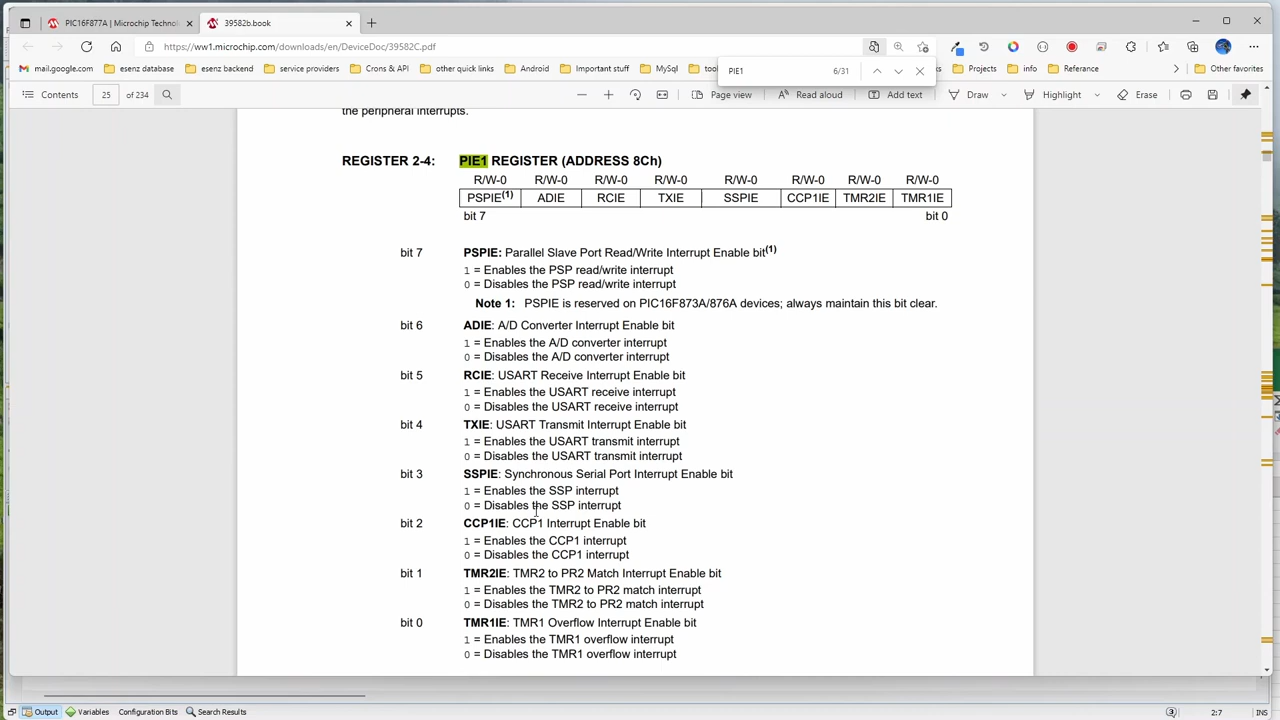 PIC16F877A | Microchip Technol
39582b.book
https://ww1.microchip.com/downloads/en/DeviceDoc/39582C.pdf
mail.google.com esenz database esenz backend service providers Crons & API Android Important stuff MySql Projects info Reference Other favorites
PIE1 6/31
Contents 25 of 234 Page view Read aloud Add text Draw Highlight Erase
the peripheral interrupts.
REGISTER 2-4: PIE1 REGISTER (ADDRESS 8Ch)
R/W-0 R/W-0 R/W-0 R/W-0 R/W-0 R/W-0 R/W-0 R/W-0
PSPIE(1) ADIE RCIE TXIE SSPIE CCP1IE TMR2IE TMR1IE
bit 7 bit 0
bit 7 PSPIE: Parallel Slave Port Read/Write Interrupt Enable bit(1)
1 = Enables the PSP read/write interrupt
0 = Disables the PSP read/write interrupt
Note 1: PSPIE is reserved on PIC16F873A/876A devices; always maintain this bit clear.
bit 6 ADIE: A/D Converter Interrupt Enable bit
1 = Enables the A/D converter interrupt
0 = Disables the A/D converter interrupt
bit 5 RCIE: USART Receive Interrupt Enable bit
1 = Enables the USART receive interrupt
0 = Disables the USART receive interrupt
bit 4 TXIE: USART Transmit Interrupt Enable bit
1 = Enables the USART transmit interrupt
0 = Disables the USART transmit interrupt
bit 3 SSPIE: Synchronous Serial Port Interrupt Enable bit
1 = Enables the SSP interrupt
0 = Disables the SSP interrupt
bit 2 CCP1IE: CCP1 Interrupt Enable bit
1 = Enables the CCP1 interrupt
0 = Disables the CCP1 interrupt
bit 1 TMR2IE: TMR2 to PR2 Match Interrupt Enable bit
1 = Enables the TMR2 to PR2 match interrupt
0 = Disables the TMR2 to PR2 match interrupt
bit 0 TMR1IE: TMR1 Overflow Interrupt Enable bit
1 = Enables the TMR1 overflow interrupt
0 = Disables the TMR1 overflow interrupt
Output Variables Configuration Bits Search Results 3 2:7 INS